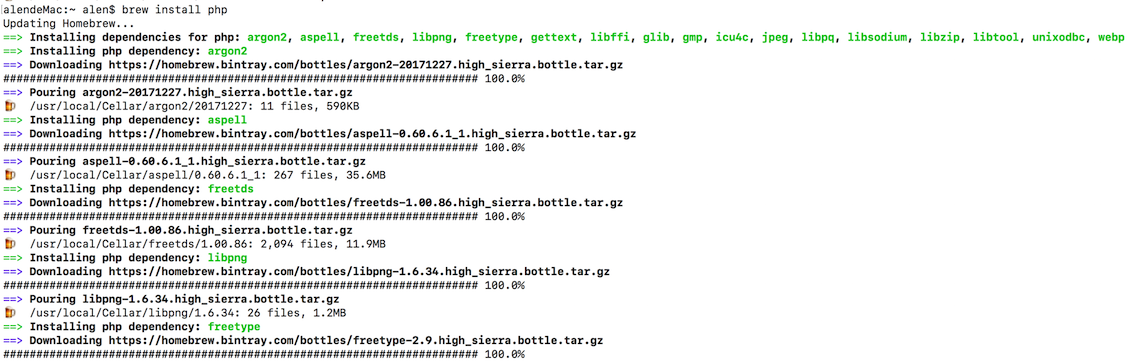 alendeMac:~ alen$ brew install php
Updating Homebrew...
==> Installing dependencies for php: argon2, aspell, freetds, libpng, freetype, gettext, libffi, glib, gmp, icu4c, jpeg, libpq, libsodium, libzip, libtool, unixodbc, webp
==> Installing php dependency: argon2
==> Downloading https://homebrew.bintray.com/bottles/argon2-20171227.high_sierra.bottle.tar.gz
######################################################################## 100.0%
==> Pouring argon2-20171227.high_sierra.bottle.tar.gz
🍺  /usr/local/Cellar/argon2/20171227: 11 files, 590KB
==> Installing php dependency: aspell
==> Downloading https://homebrew.bintray.com/bottles/aspell-0.60.6.1_1.high_sierra.bottle.tar.gz
######################################################################## 100.0%
==> Pouring aspell-0.60.6.1_1.high_sierra.bottle.tar.gz
🍺  /usr/local/Cellar/aspell/0.60.6.1_1: 267 files, 35.6MB
==> Installing php dependency: freetds
==> Downloading https://homebrew.bintray.com/bottles/freetds-1.00.86.high_sierra.bottle.tar.gz
######################################################################## 100.0%
==> Pouring freetds-1.00.86.high_sierra.bottle.tar.gz
🍺  /usr/local/Cellar/freetds/1.00.86: 2,094 files, 11.9MB
==> Installing php dependency: libpng
==> Downloading https://homebrew.bintray.com/bottles/libpng-1.6.34.high_sierra.bottle.tar.gz
######################################################################## 100.0%
==> Pouring libpng-1.6.34.high_sierra.bottle.tar.gz
🍺  /usr/local/Cellar/libpng/1.6.34: 26 files, 1.2MB
==> Installing php dependency: freetype
==> Downloading https://homebrew.bintray.com/bottles/freetype-2.9.high_sierra.bottle.tar.gz
######################################################################## 100.0%